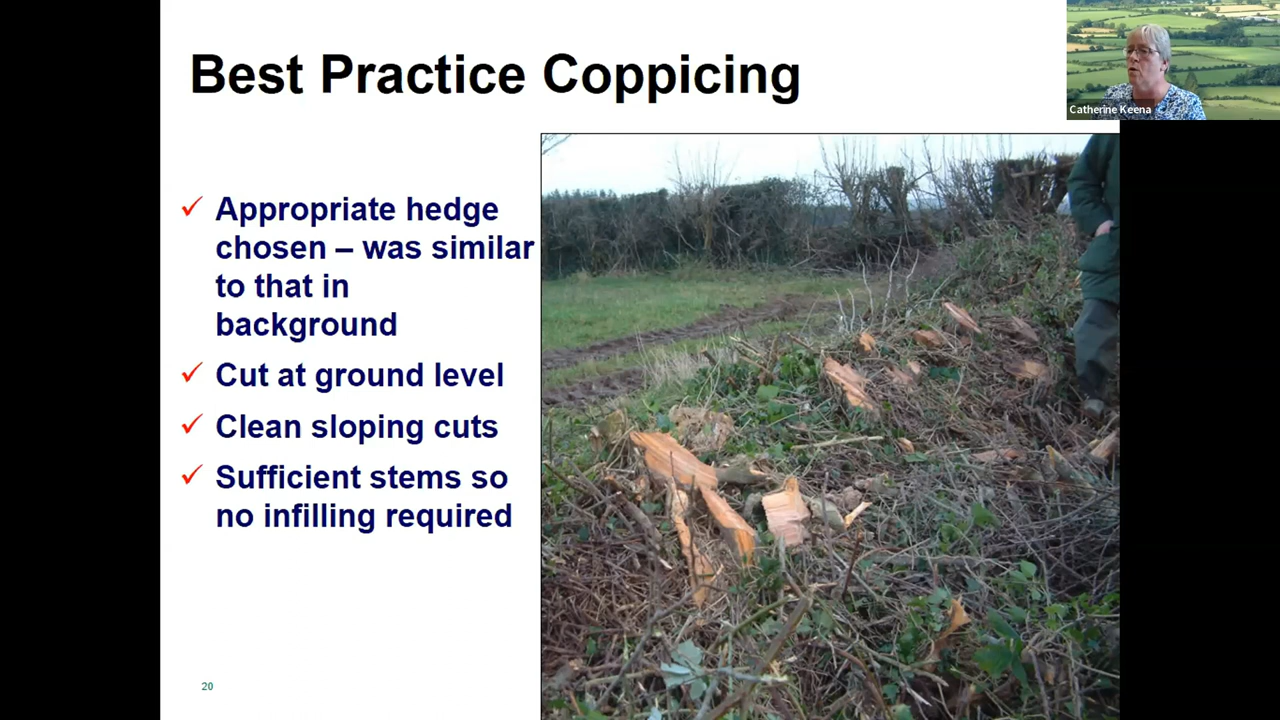 Best Practice Coppicing
Catherine Keena
✓ Appropriate hedge
chosen – was similar
to that in
background
✓ Cut at ground level
✓ Clean sloping cuts
✓ Sufficient stems so
no infilling required
20